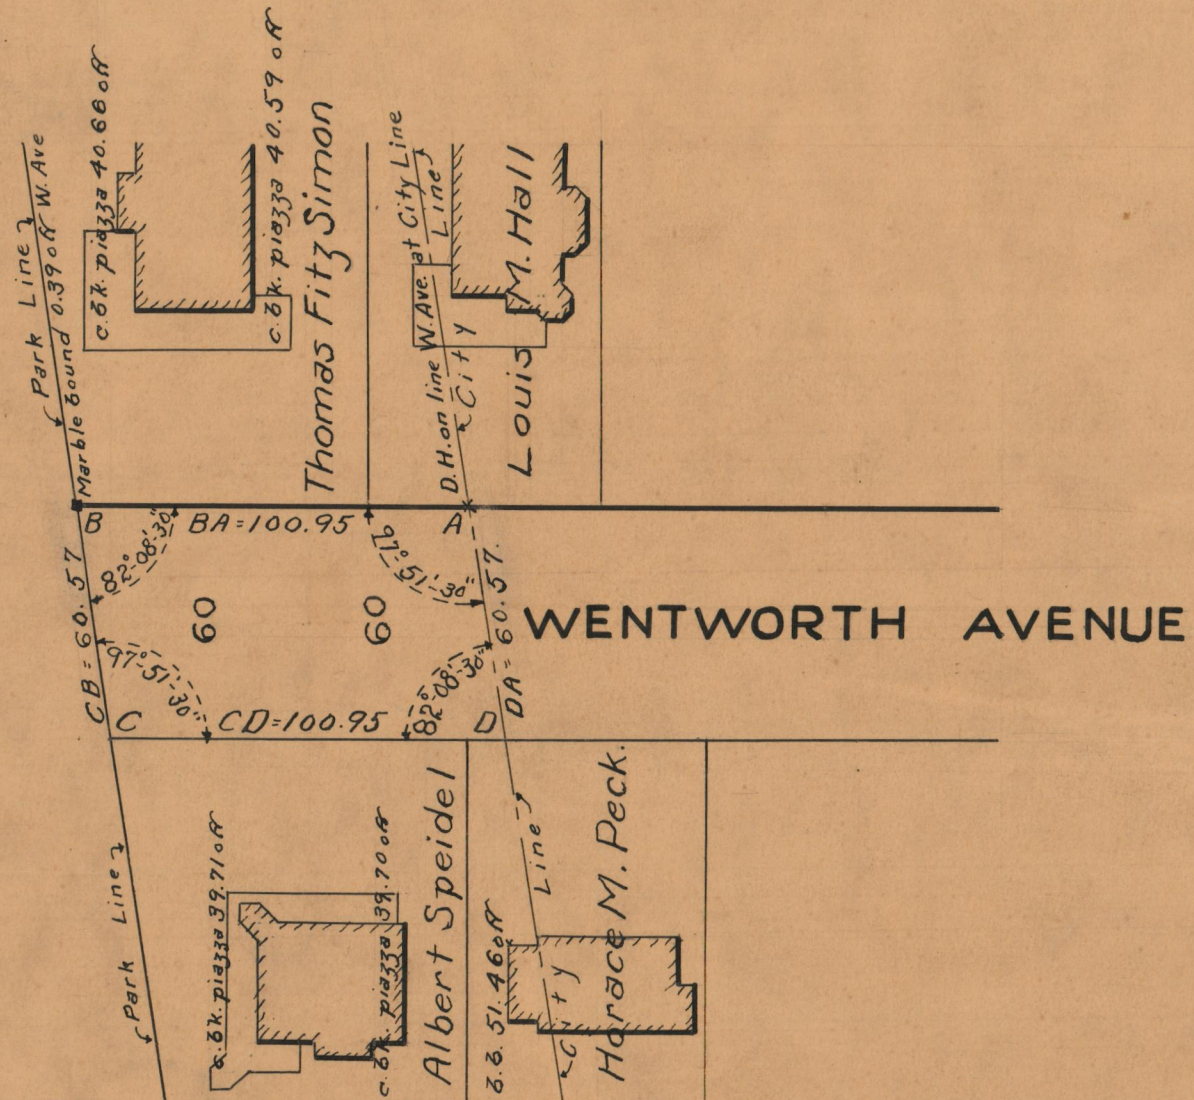 Park Line
Marble bound 0.39 off W. Ave
c. bk. piazza 40.66 off
c. bk. piazza 40.59 off
Thomas FitzSimon
D.H. on line W. Ave. at City Line
City Line
Louis M. Hall
B
BA=100.95
A
82°-08'-30"
97°-51'-30"
CB=60.57
60
60
DA=60.57
WENTWORTH AVENUE
97°-51'-30"
82°-08'-30"
C
CD=100.95
D
Park Line
c. bk. piazza 39.71 off
c. bk. piazza 39.70 off
Albert Speidel
b.b. 51.46 off
City Line
Horace M. Peck.